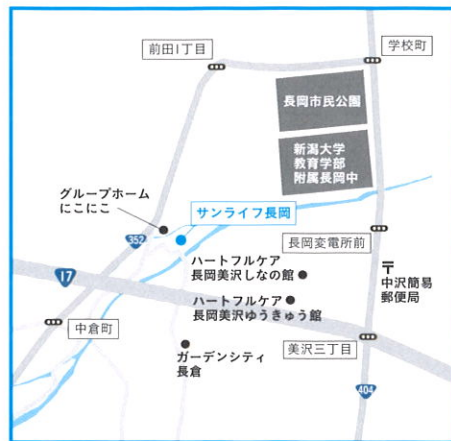 前田1丁目
学校町
長岡市民公園
新潟大学
教育学部
附属長岡中
グループホーム
にこにこ
サンライフ長岡
352
長岡変電所前
ハートフルケア
長岡美沢しなの館
17
〒
中沢簡易
郵便局
ハートフルケア
長岡美沢ゆうきゅう館
中倉町
美沢三丁目
ガーデンシティ
長倉
404